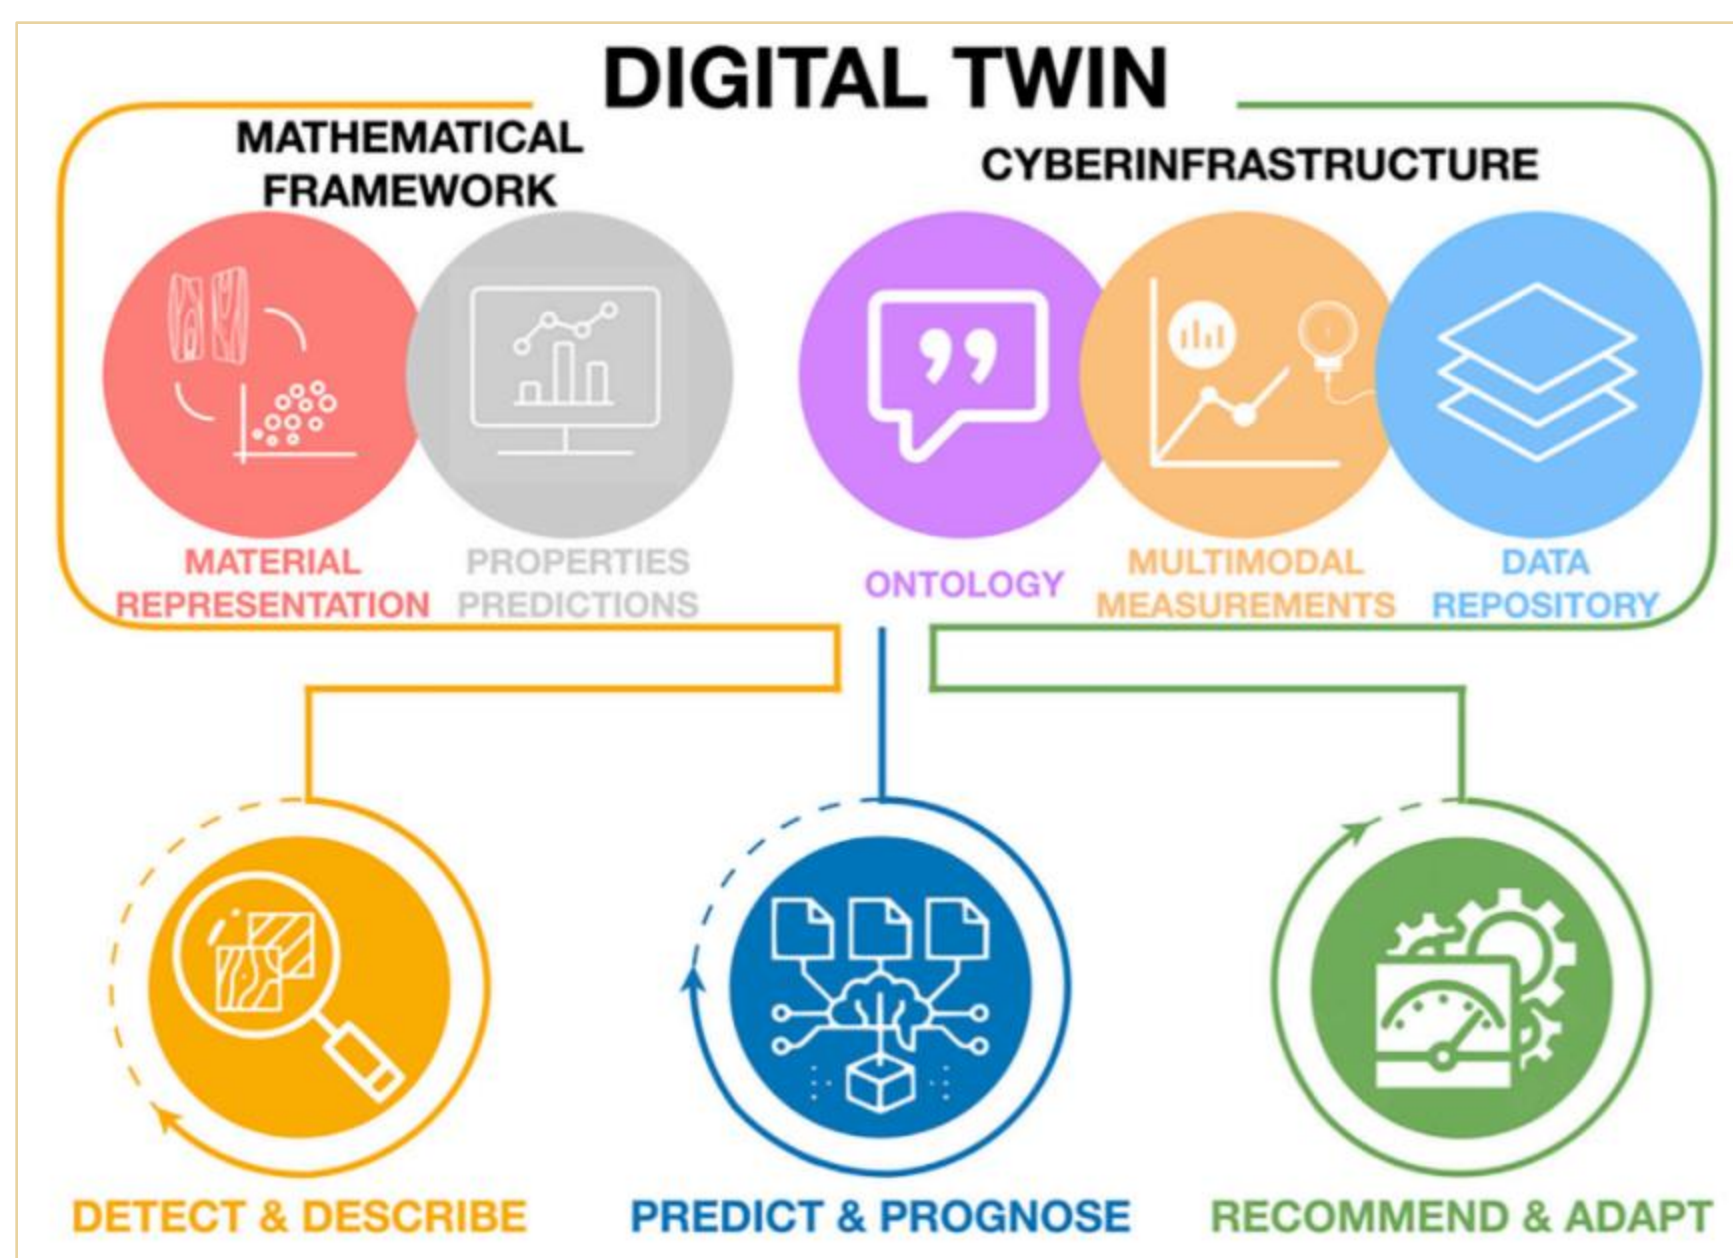 DIGITAL TWIN
MATHEMATICAL
FRAMEWORK
CYBERINFRASTRUCTURE
MATERIAL
REPRESENTATION
PROPERTIES
PREDICTIONS
ONTOLOGY
MULTIMODAL
MEASUREMENTS
DATA
REPOSITORY
DETECT & DESCRIBE
PREDICT & PROGNOSE
RECOMMEND & ADAPT